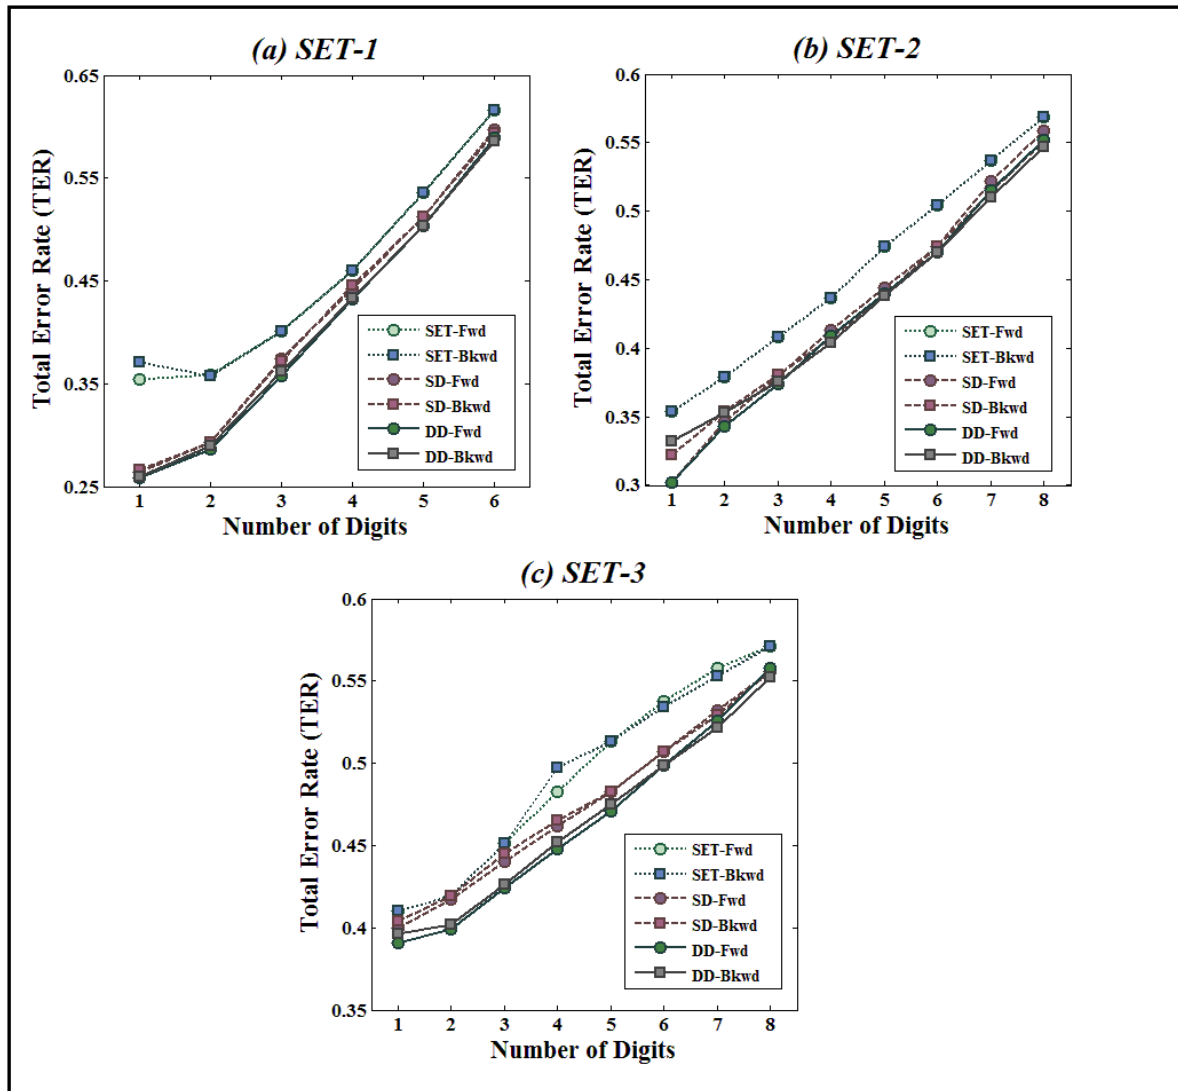 (a) SET-1
Total Error Rate (TER)
0.65
0.55
0.45
0.35
0.25
SET-Fwd
SET-Bkwd
SD-Fwd
SD-Bkwd
DD-Fwd
DD-Bkwd
1 2 3 4 5 6
Number of Digits
(b) SET-2
Total Error Rate (TER)
0.6
0.55
0.5
0.45
0.4
0.35
0.3
SET-Fwd
SET-Bkwd
SD-Fwd
SD-Bkwd
DD-Fwd
DD-Bkwd
1 2 3 4 5 6 7 8
Number of Digits
(c) SET-3
Total Error Rate (TER)
0.6
0.55
0.5
0.45
0.4
0.35
SET-Fwd
SET-Bkwd
SD-Fwd
SD-Bkwd
DD-Fwd
DD-Bkwd
1 2 3 4 5 6 7 8
Number of Digits